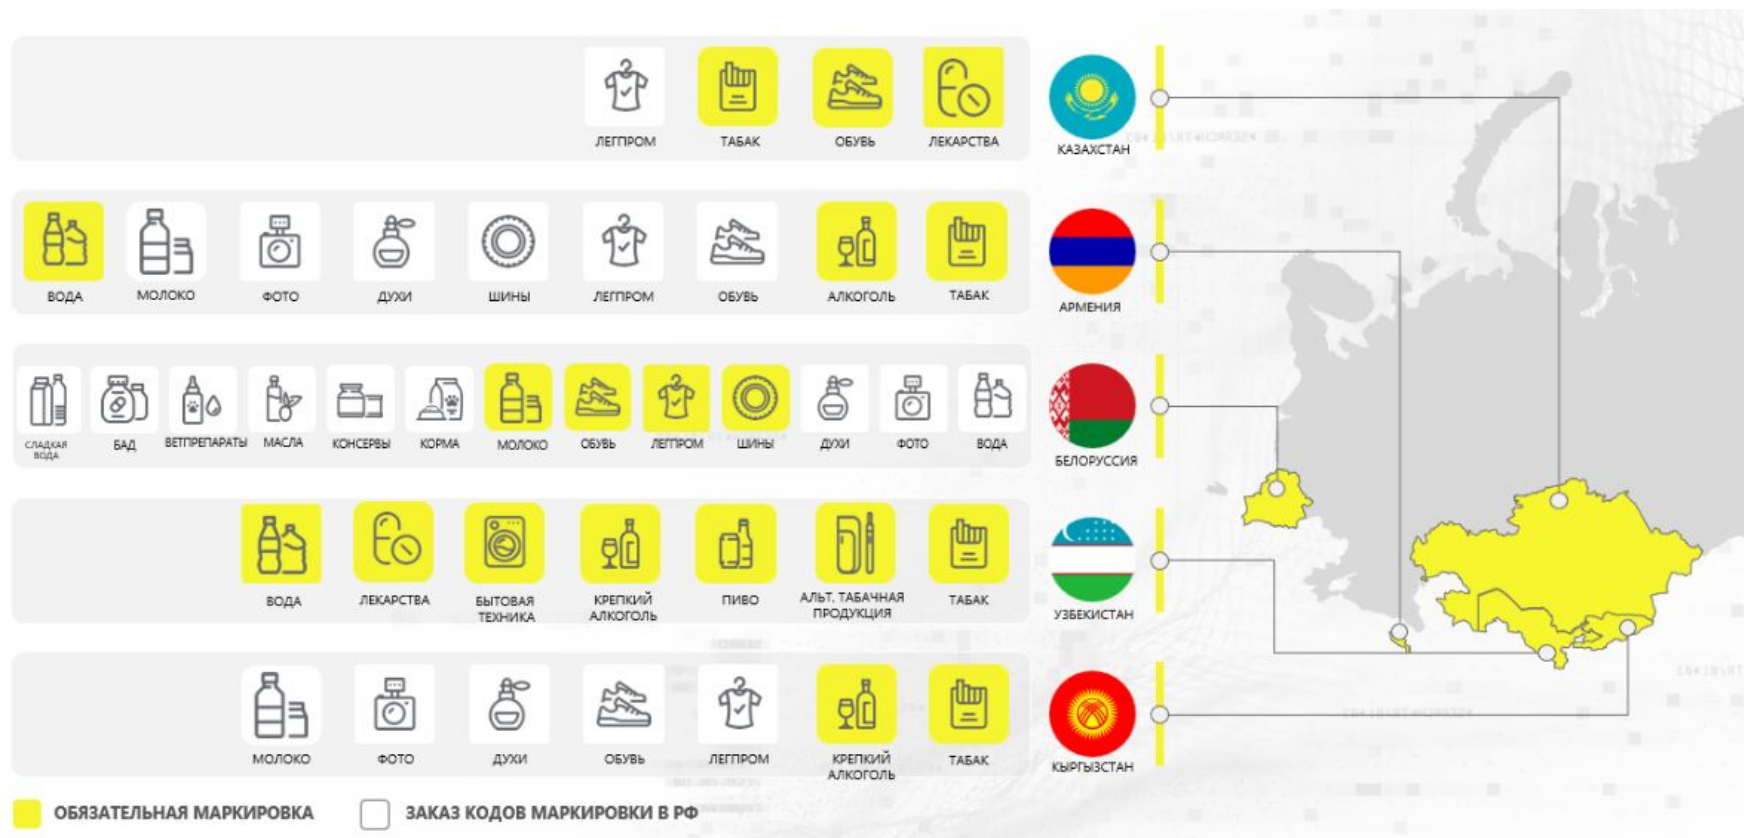 ЛЕГПРОМ
ТАБАК
ОБУВЬ
ЛЕКАРСТВА
КАЗАХСТАН
ВОДА
МОЛОКО
ФОТО
ДУХИ
ШИНЫ
ЛЕГПРОМ
ОБУВЬ
АЛКОГОЛЬ
ТАБАК
АРМЕНИЯ
СЛАДКАЯ
ВОДА
БАД
ВЕТПРЕПАРАТЫ
МАСЛА
КОНСЕРВЫ
КОРМА
МОЛОКО
ОБУВЬ
ЛЕГПРОМ
ШИНЫ
ДУХИ
ФОТО
ВОДА
БЕЛОРУССИЯ
ВОДА
ЛЕКАРСТВА
БЫТОВАЯ
ТЕХНИКА
КРЕПКИЙ
АЛКОГОЛЬ
ПИВО
АЛЬТ. ТАБАЧНАЯ
ПРОДУКЦИЯ
ТАБАК
УЗБЕКИСТАН
МОЛОКО
ФОТО
ДУХИ
ОБУВЬ
ЛЕГПРОМ
КРЕПКИЙ
АЛКОГОЛЬ
ТАБАК
КЫРГЫЗСТАН
ОБЯЗАТЕЛЬНАЯ МАРКИРОВКА
ЗАКАЗ КОДОВ МАРКИРОВКИ В РФ